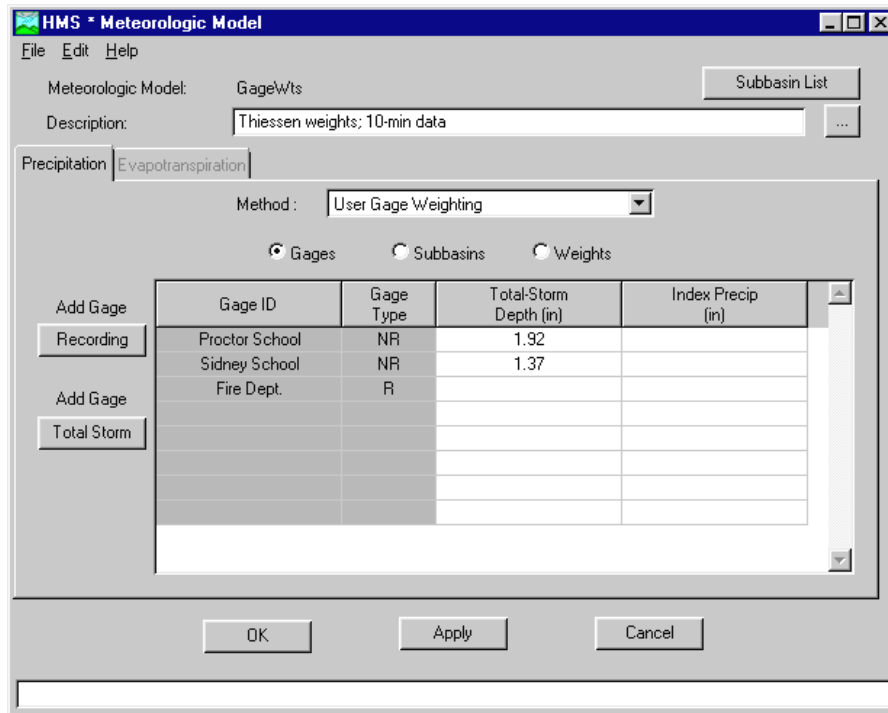 HMS * Meteorologic Model
File Edit Help
Meteorologic Model: GageWts Subbasin List
Description: Thiessen weights; 10-min data ...
Precipitation Evapotranspiration
Method : User Gage Weighting
Gages Subbasins Weights
Add Gage
Recording
Add Gage
Total Storm
Gage ID Gage Type Total-Storm Depth (in) Index Precip (in)
Proctor School NR 1.92
Sidney School NR 1.37
Fire Dept. R
OK Apply Cancel